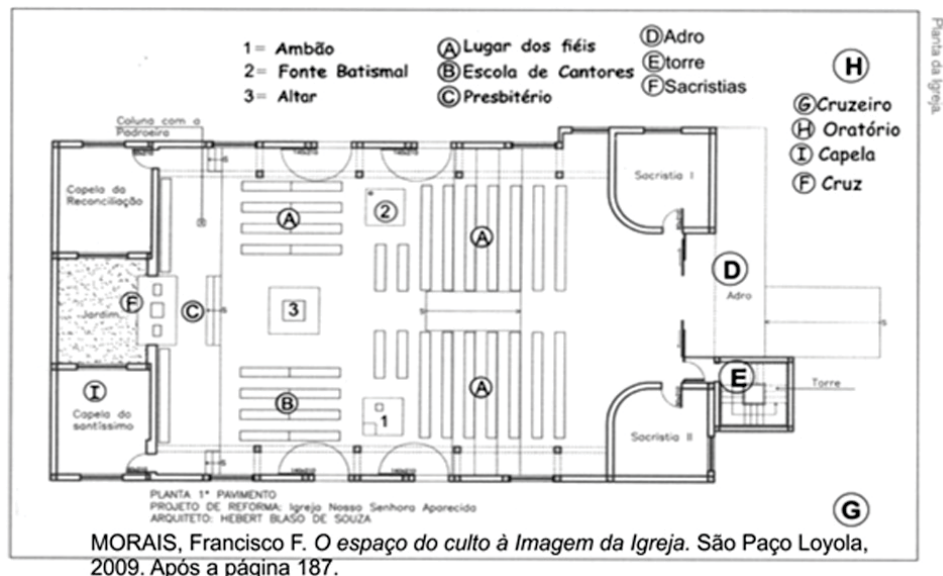 1= Ambão
2= Fonte Batismal
3= Altar
Ⓐ Lugar dos fiéis
Ⓑ Escola de Cantores
Ⓒ Presbitério
Ⓓ Adro
Ⓔ torre
Ⓕ Sacristias
Ⓗ
Ⓖ Cruzeiro
Ⓗ Oratório
Ⓘ Capela
Ⓕ Cruz
Planta da Igreja.
Coluna com a
Padroeira
Capela da
Reconciliação
Ⓐ
2
Ⓐ
Sacristia I
Ⓓ
Adro
Ⓕ
Jardim
Ⓒ
3
S
Ⓘ
Capela do
santíssimo
Ⓑ
1
Ⓐ
Sacristia II
Ⓔ
Torre
Ⓖ
PLANTA 1º PAVIMENTO
PROJETO DE REFORMA: Igreja Nossa Senhora Aparecida
ARQUITETO: HEBERT BLASO DE SOUZA
MORAIS, Francisco F. O espaço do culto à Imagem da Igreja. São Paço Loyola,
2009. Após a página 187.